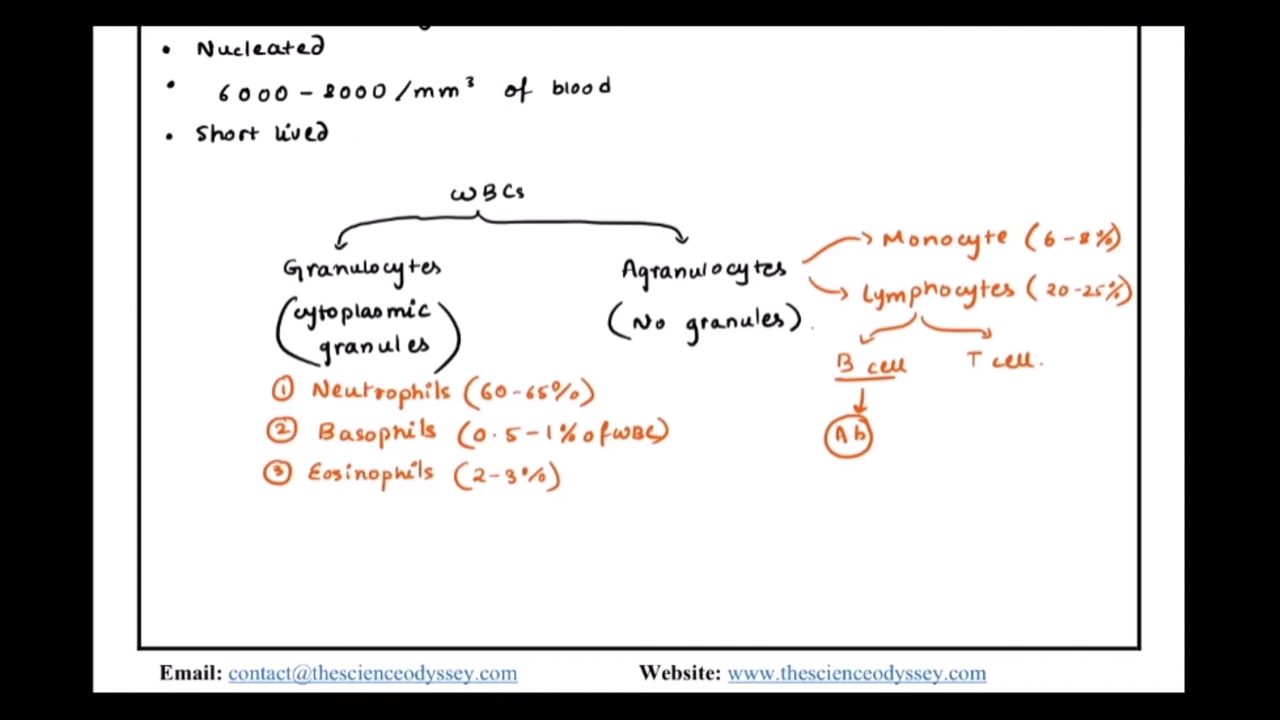 • Nucleated
• 6000 - 8000/mm³ of blood
• Short lived
WBCs
Granulocytes
(cytoplasmic
granules)
① Neutrophils (60-65%)
② Basophils (0.5-1% of WBC)
③ Eosinophils (2-3%)
Agranulocytes
(No granules).
Monocyte (6-8%)
Lymphocytes (20-25%)
B cell T cell.
Ab
Email: contact@thescienceodyssey.com Website: www.thescienceodyssey.com